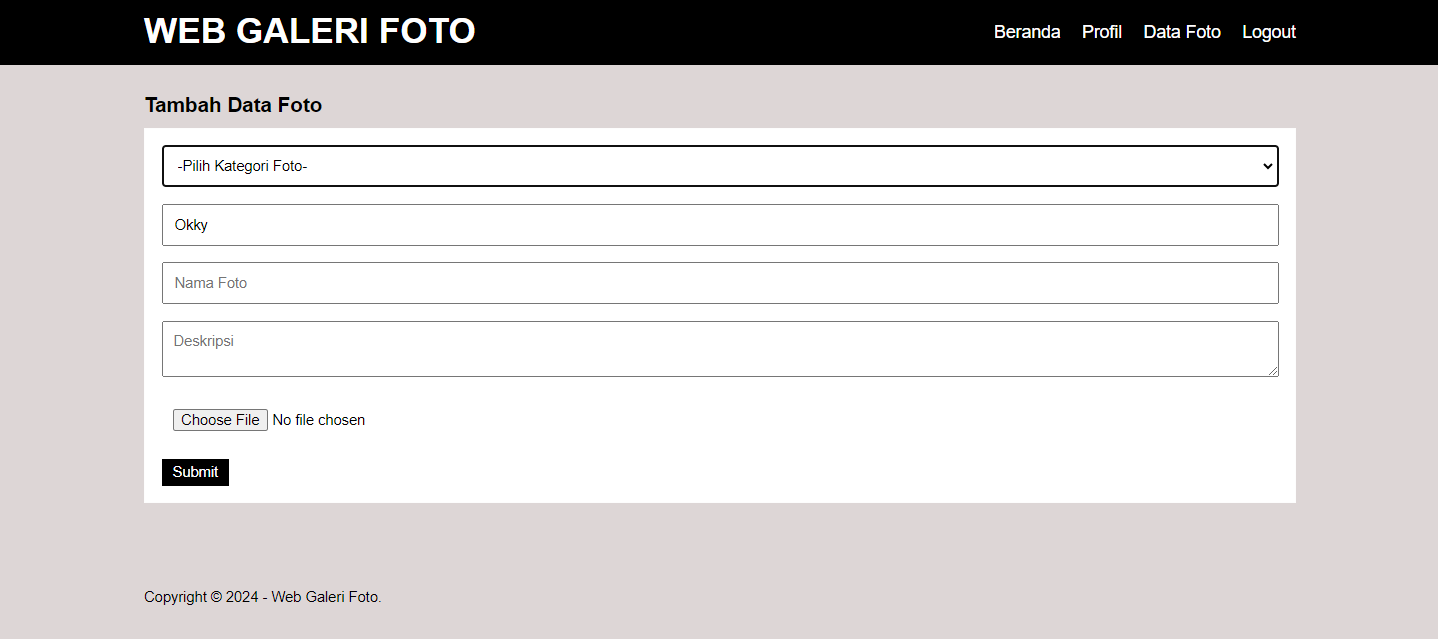 WEB GALERI FOTO
Beranda Profil Data Foto Logout
Tambah Data Foto
-Pilih Kategori Foto-
Okky
Nama Foto
Deskripsi
Choose File No file chosen
Submit
Copyright © 2024 - Web Galeri Foto.